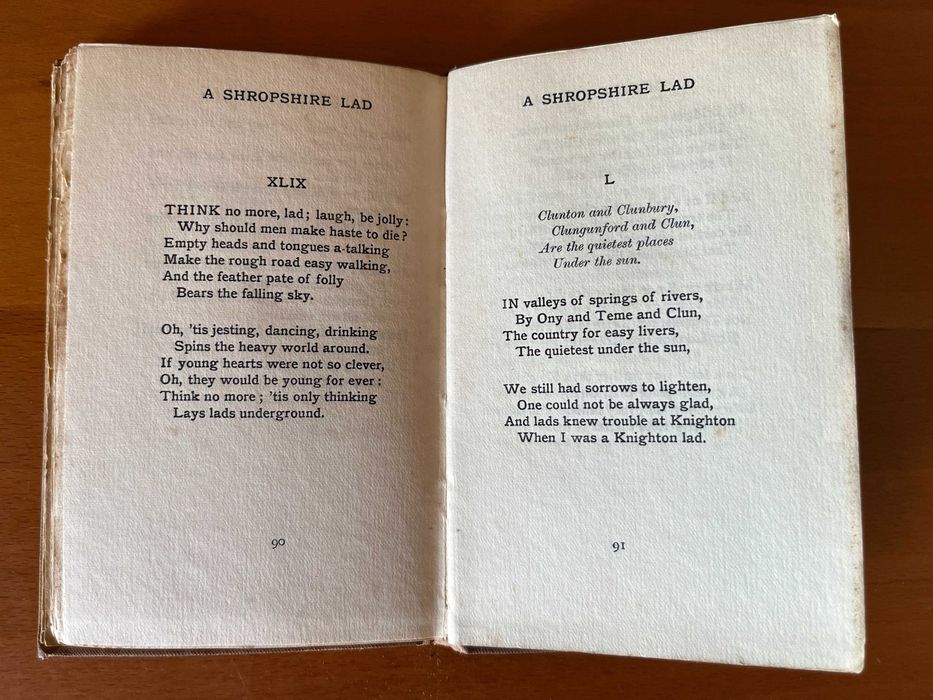 A SHROPSHIRE LAD
XLIX
THINK no more, lad; laugh, be jolly:
Why should men make haste to die?
Empty heads and tongues a-talking
Make the rough road easy walking,
And the feather pate of folly
Bears the falling sky.
Oh, 'tis jesting, dancing, drinking
Spins the heavy world around.
If young hearts were not so clever,
Oh, they would be young for ever:
Think no more; 'tis only thinking
Lays lads underground.
90
A SHROPSHIRE LAD
L
Clunton and Clunbury,
Clungunford and Clun,
Are the quietest places
Under the sun.
IN valleys of springs of rivers,
By Ony and Teme and Clun,
The country for easy livers,
The quietest under the sun,
We still had sorrows to lighten,
One could not be always glad,
And lads knew trouble at Knighton
When I was a Knighton lad.
91